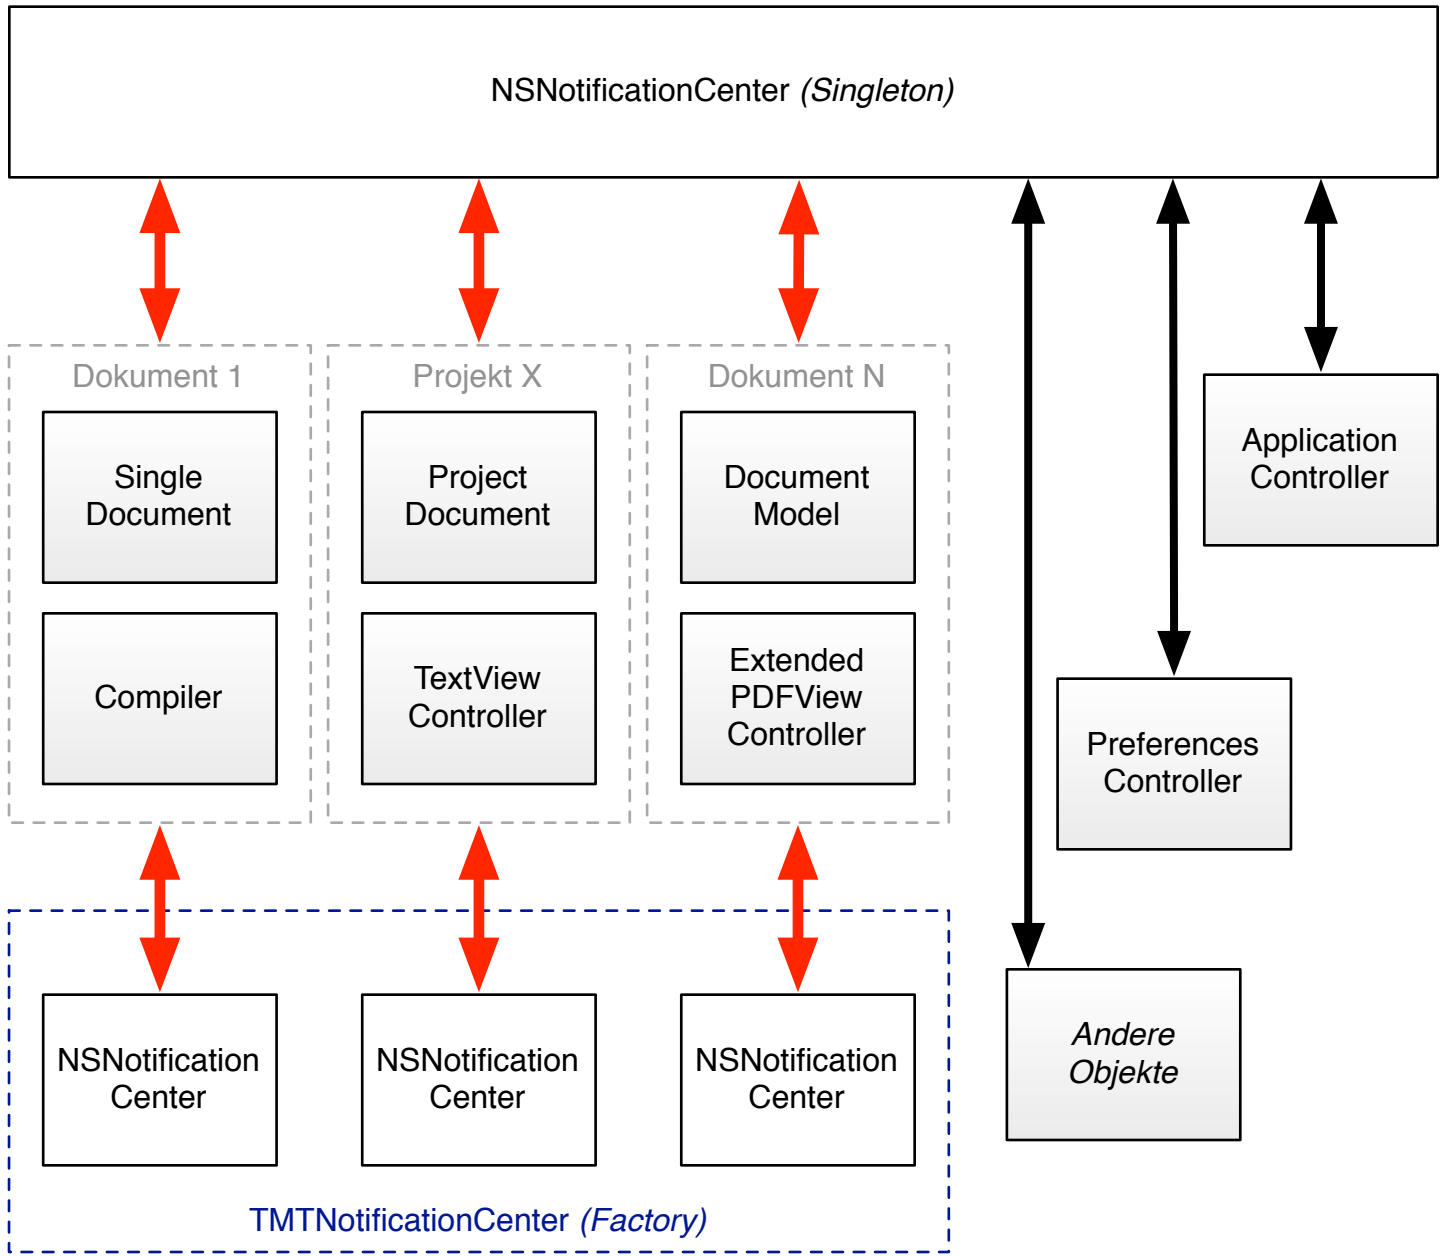 NSNotificationCenter (Singleton)
Dokument 1
Single
Document
Compiler
Projekt X
Project
Document
TextView
Controller
Dokument N
Document
Model
Extended
PDFView
Controller
Application
Controller
Preferences
Controller
Andere
Objekte
NSNotification
Center
NSNotification
Center
NSNotification
Center
TMTNotificationCenter (Factory)